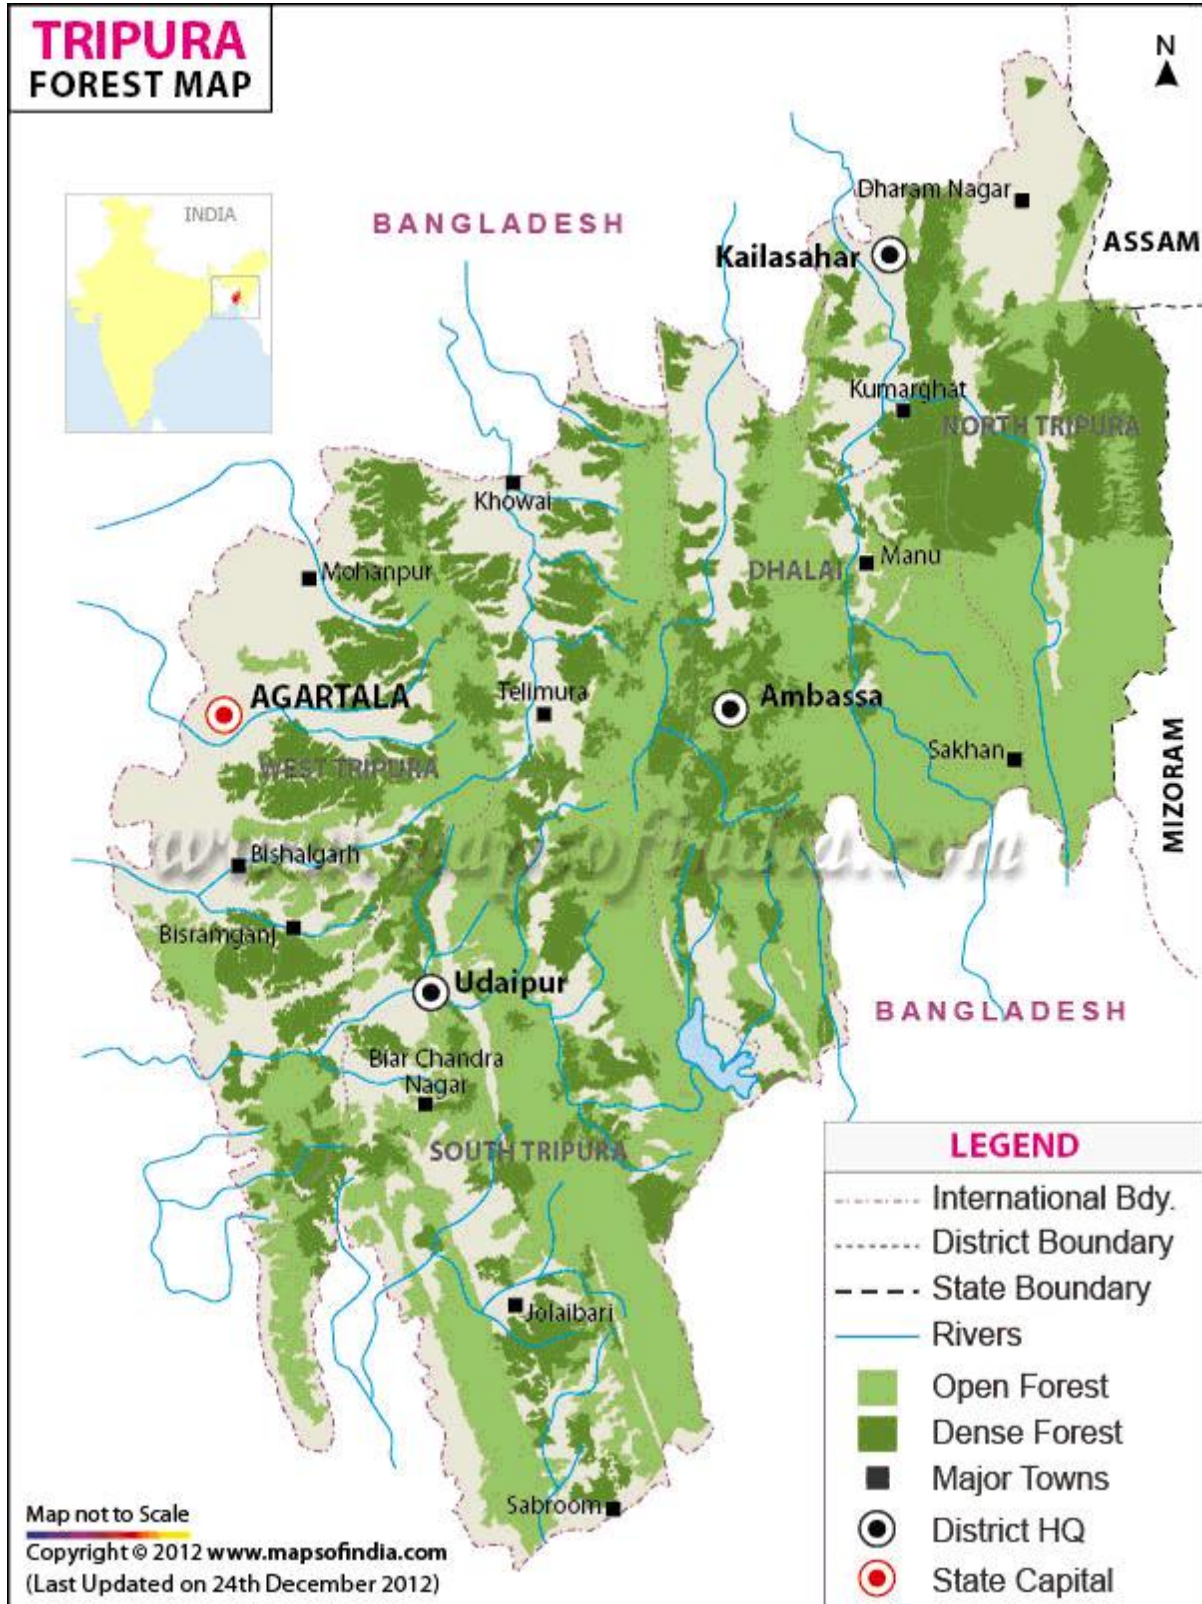 TRIPURA
FOREST MAP
N
INDIA
BANGLADESH
Dharam Nagar
ASSAM
Kailasahar
Kumarghat
NORTH TRIPURA
Khowai
Mohanpur
DHALAI
Manu
AGARTALA
Telimura
Ambassa
Sakhan
WEST TRIPURA
MIZORAM
www.mapsofindia.com
Bishalgarh
Bisramganj
Udaipur
BANGLADESH
Biar Chandra
Nagar
SOUTH TRIPURA
Jolaibari
Sabroom
LEGEND
International Bdy.
District Boundary
State Boundary
Rivers
Open Forest
Dense Forest
Major Towns
District HQ
State Capital
Map not to Scale
Copyright © 2012 www.mapsofindia.com
(Last Updated on 24th December 2012)